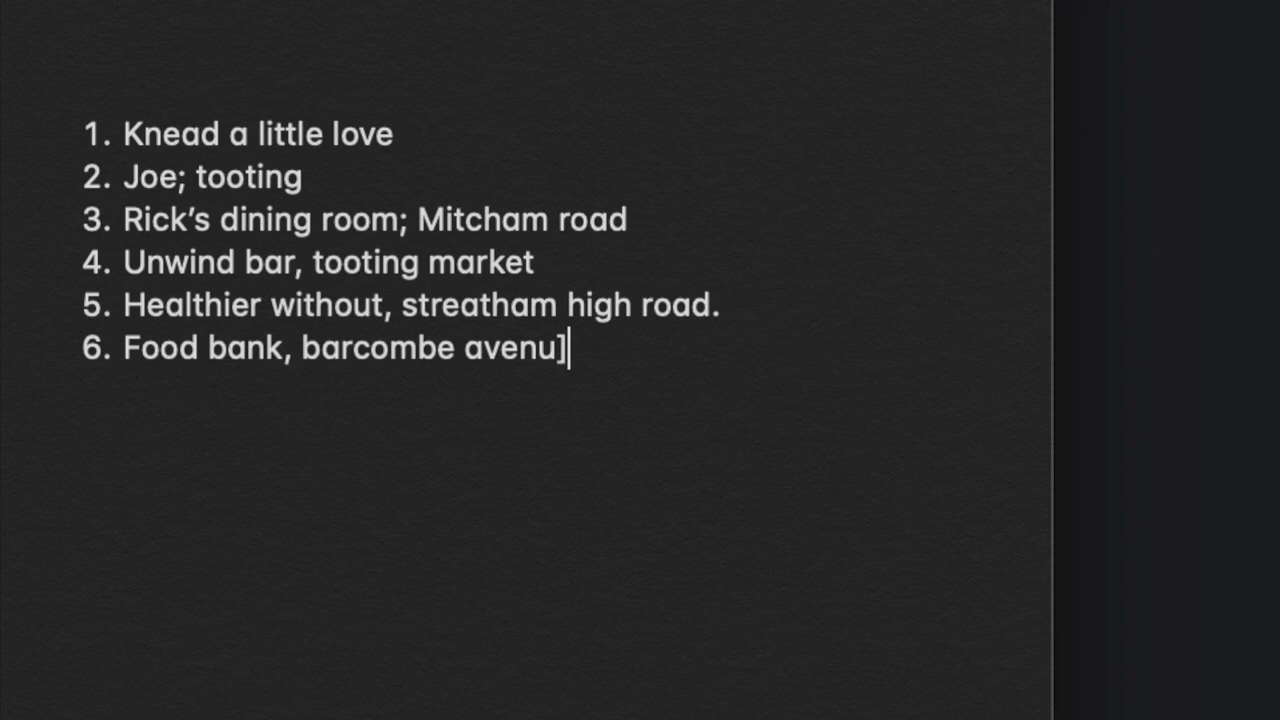 1. Knead a little love
2. Joe; tooting
3. Rick’s dining room; Mitcham road
4. Unwind bar, tooting market
5. Healthier without, streatham high road.
6. Food bank, barcombe avenu]